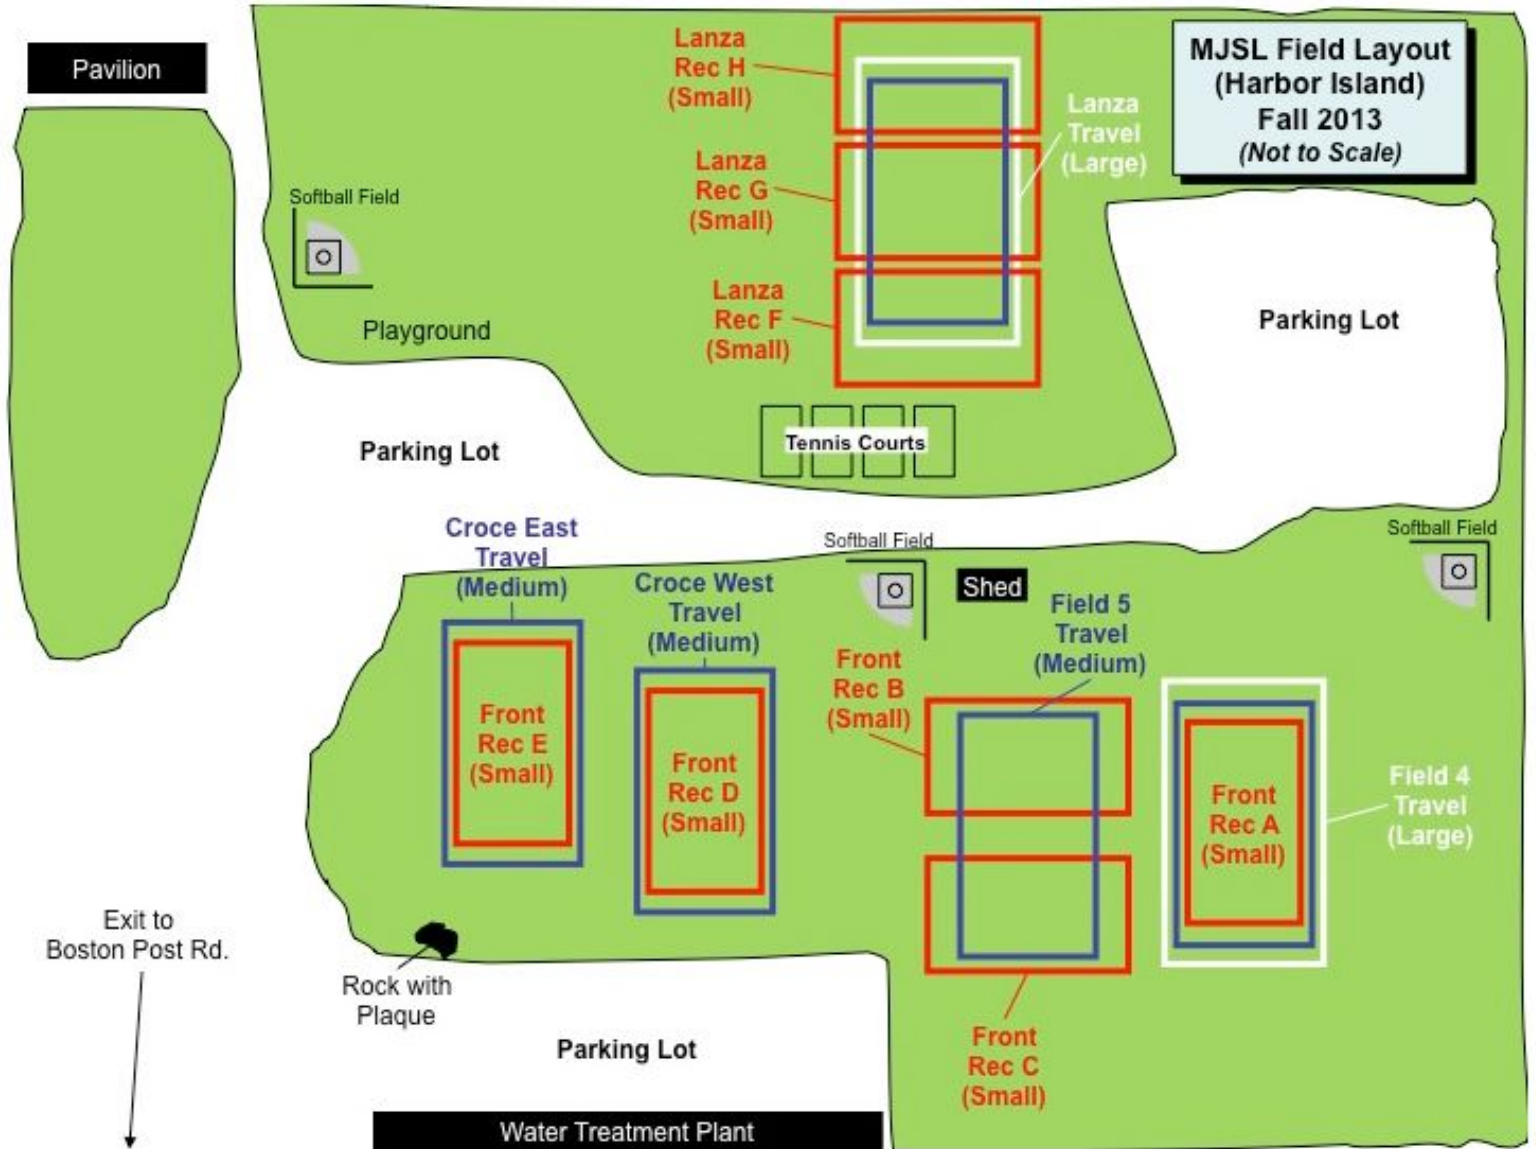 Pavilion
Lanza
Rec H
(Small)
Lanza
Travel
(Large)
MJSL Field Layout
(Harbor Island)
Fall 2013
(Not to Scale)
Lanza
Rec G
(Small)
Softball Field
Lanza
Rec F
(Small)
Playground
Parking Lot
Parking Lot
Tennis Courts
Croce East
Travel
(Medium)
Croce West
Travel
(Medium)
Softball Field
Shed
Softball Field
Field 5
Travel
(Medium)
Front
Rec B
(Small)
Front
Rec E
(Small)
Front
Rec D
(Small)
Front
Rec A
(Small)
Field 4
Travel
(Large)
Exit to
Boston Post Rd.
Rock with
Plaque
Parking Lot
Front
Rec C
(Small)
Water Treatment Plant